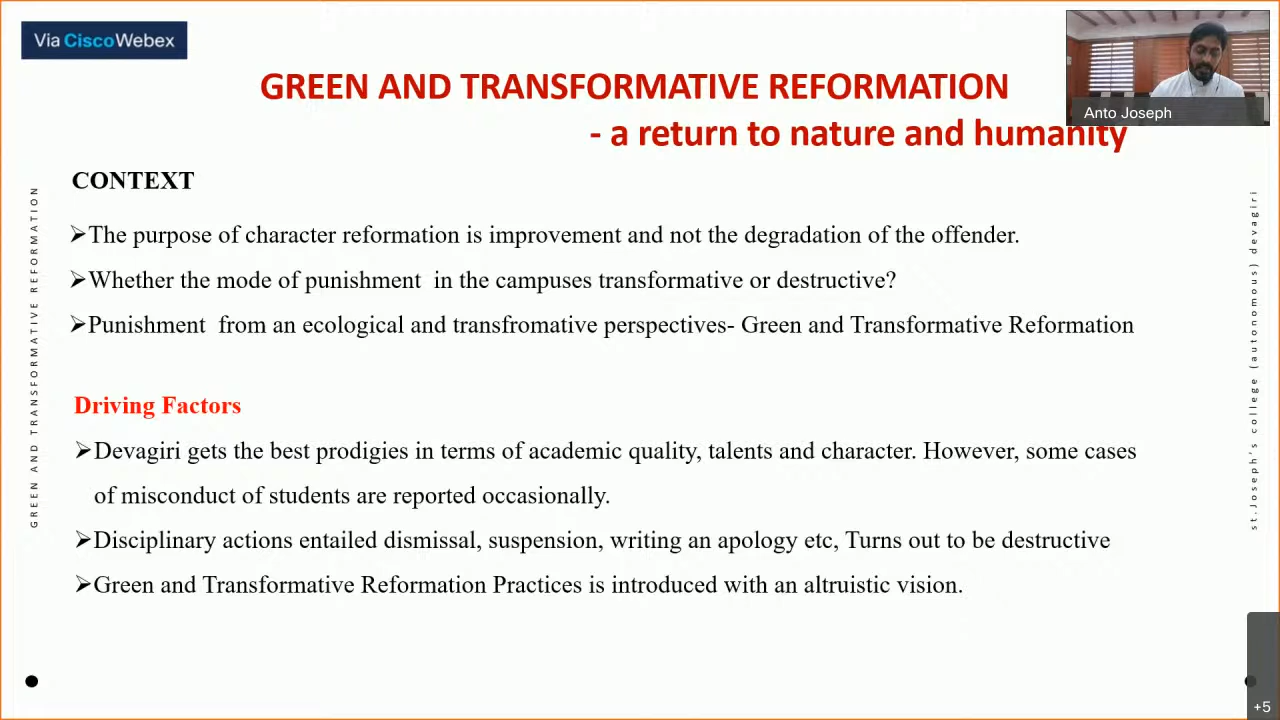 Via CiscoWebex
GREEN AND TRANSFORMATIVE REFORMATION
- a return to nature and humanity
Anto Joseph
CONTEXT
➢The purpose of character reformation is improvement and not the degradation of the offender.
➢Whether the mode of punishment in the campuses transformative or destructive?
➢Punishment from an ecological and transfromative perspectives- Green and Transformative Reformation
Driving Factors
➢Devagiri gets the best prodigies in terms of academic quality, talents and character. However, some cases
of misconduct of students are reported occasionally.
➢Disciplinary actions entailed dismissal, suspension, writing an apology etc, Turns out to be destructive
➢Green and Transformative Reformation Practices is introduced with an altruistic vision.
GREEN AND TRANSFORMATIVE REFORMATION
st.Joseph's college (autonomous) devagiri
+5